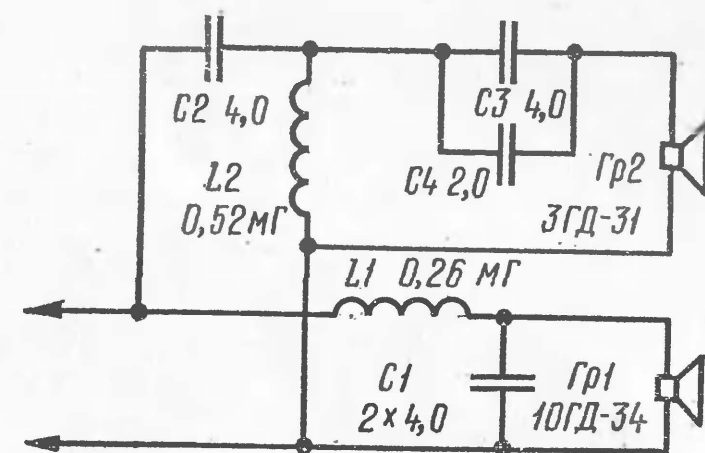 C2 4,0
C3 4,0
C4 2,0
L2
0,52мГ
Гр2
3ГД-31
L1 0,26 мГ
C1
2×4,0
Гр1
10ГД-34